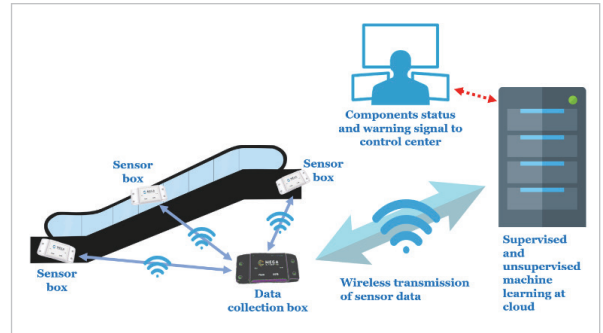 Components status
and warning signal to
control center
Sensor
box
Sensor
box
Sensor
box
Data
collection box
Wireless transmission
of sensor data
Supervised
and
unsupervised
machine
learning at
cloud